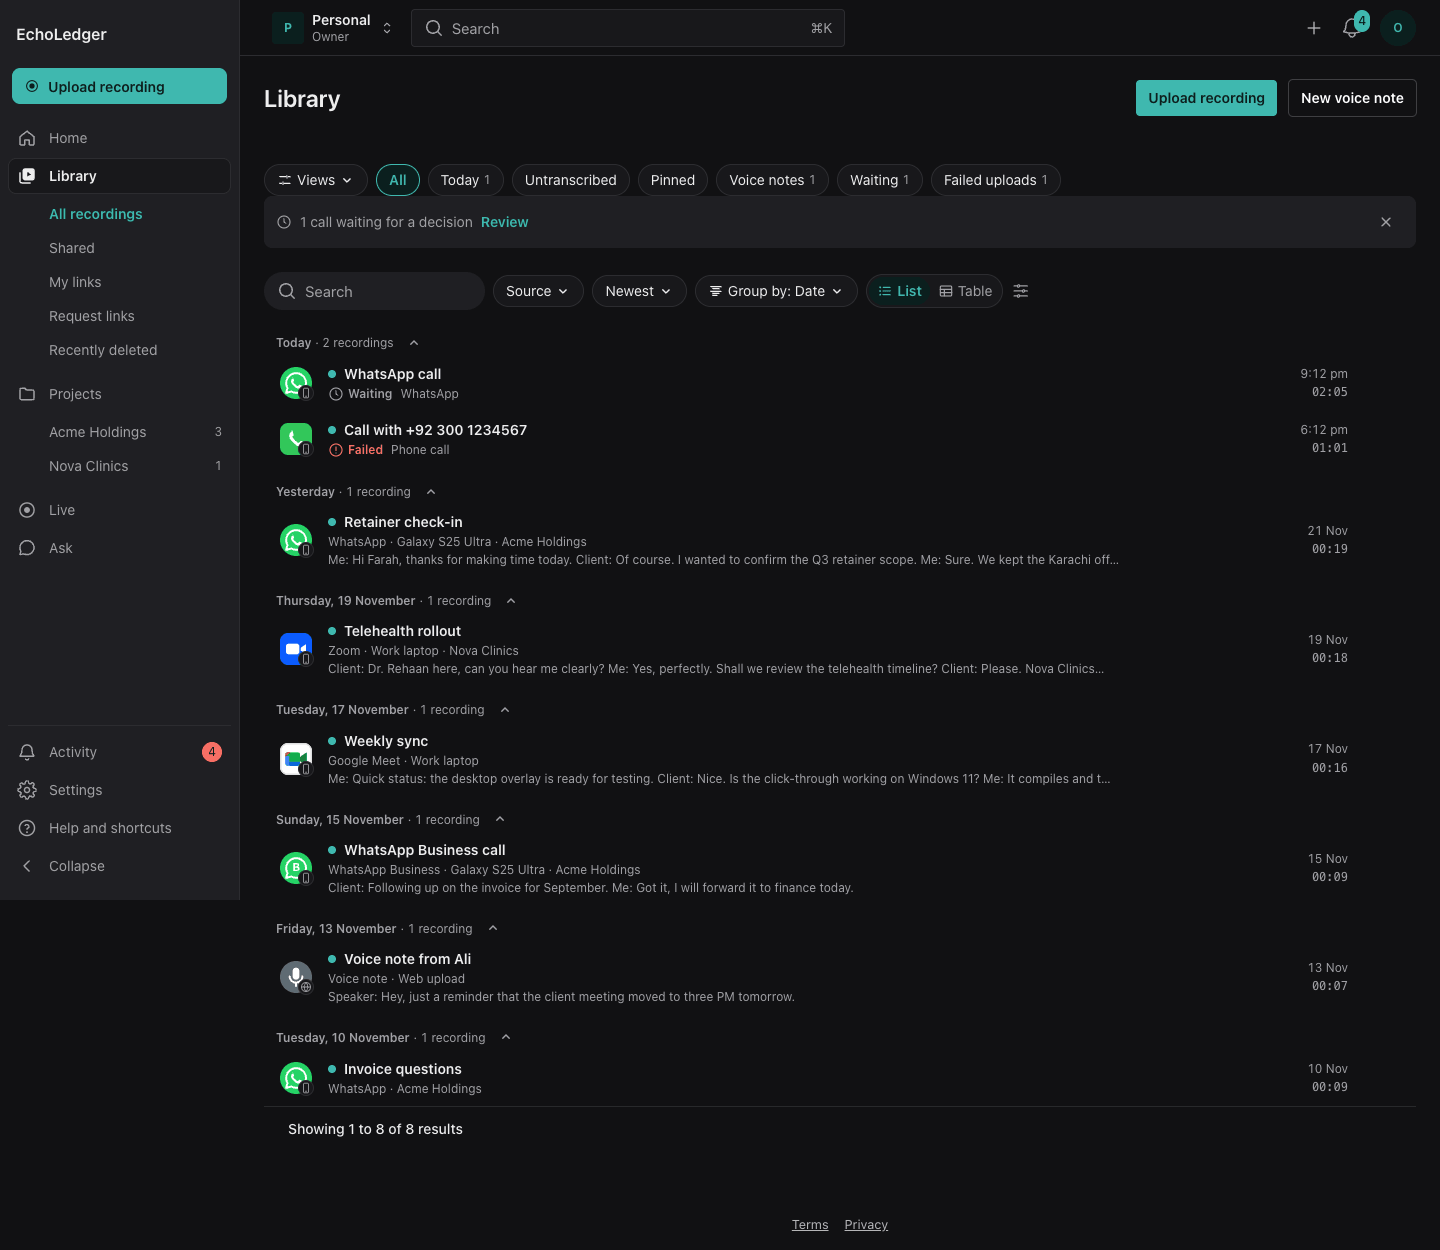 EchoLedger
Upload recording
Home
Library
All recordings
Shared
My links
Request links
Recently deleted
Projects
Acme Holdings 3
Nova Clinics 1
Live
Ask
Activity 4
Settings
Help and shortcuts
Collapse
P Personal
Owner
Search ⌘K
4
O
Library
Upload recording New voice note
Views All Today 1 Untranscribed Pinned Voice notes 1 Waiting 1 Failed uploads 1
1 call waiting for a decision Review
Search Source Newest Group by: Date List Table
Today · 2 recordings
WhatsApp call 9:12 pm
Waiting WhatsApp 02:05
Call with +92 300 1234567 6:12 pm
Failed Phone call 01:01
Yesterday · 1 recording
Retainer check-in 21 Nov
WhatsApp · Galaxy S25 Ultra · Acme Holdings 00:19
Me: Hi Farah, thanks for making time today. Client: Of course. I wanted to confirm the Q3 retainer scope. Me: Sure. We kept the Karachi off...
Thursday, 19 November · 1 recording
Telehealth rollout 19 Nov
Zoom · Work laptop · Nova Clinics 00:18
Client: Dr. Rehaan here, can you hear me clearly? Me: Yes, perfectly. Shall we review the telehealth timeline? Client: Please. Nova Clinics...
Tuesday, 17 November · 1 recording
Weekly sync 17 Nov
Google Meet · Work laptop 00:16
Me: Quick status: the desktop overlay is ready for testing. Client: Nice. Is the click-through working on Windows 11? Me: It compiles and t...
Sunday, 15 November · 1 recording
B
WhatsApp Business call 15 Nov
WhatsApp Business · Galaxy S25 Ultra · Acme Holdings 00:09
Client: Following up on the invoice for September. Me: Got it, I will forward it to finance today.
Friday, 13 November · 1 recording
Voice note from Ali 13 Nov
Voice note · Web upload 00:07
Speaker: Hey, just a reminder that the client meeting moved to three PM tomorrow.
Tuesday, 10 November · 1 recording
Invoice questions 10 Nov
WhatsApp · Acme Holdings 00:09
Showing 1 to 8 of 8 results
Terms Privacy